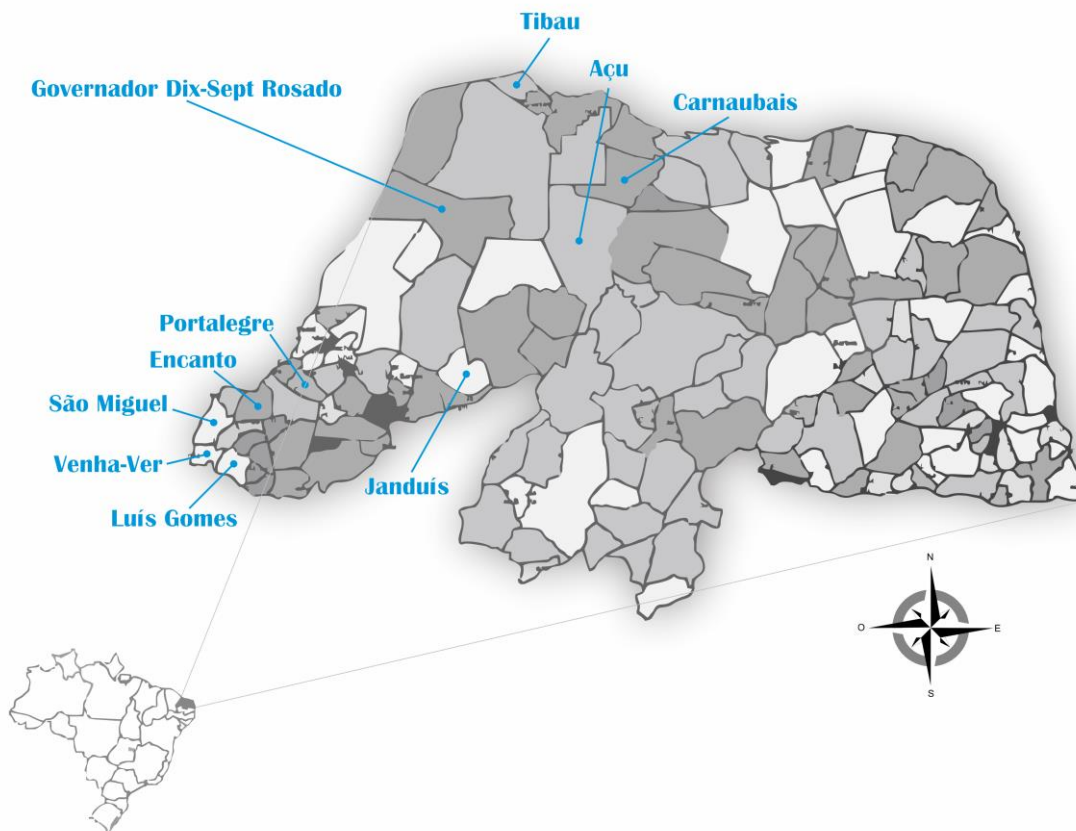 Tibau
Açu
Governador Dix-Sept Rosado
Carnaubais
Portalegre
Encanto
São Miguel
Venha-Ver
Luís Gomes
Janduís
N
O
E
S